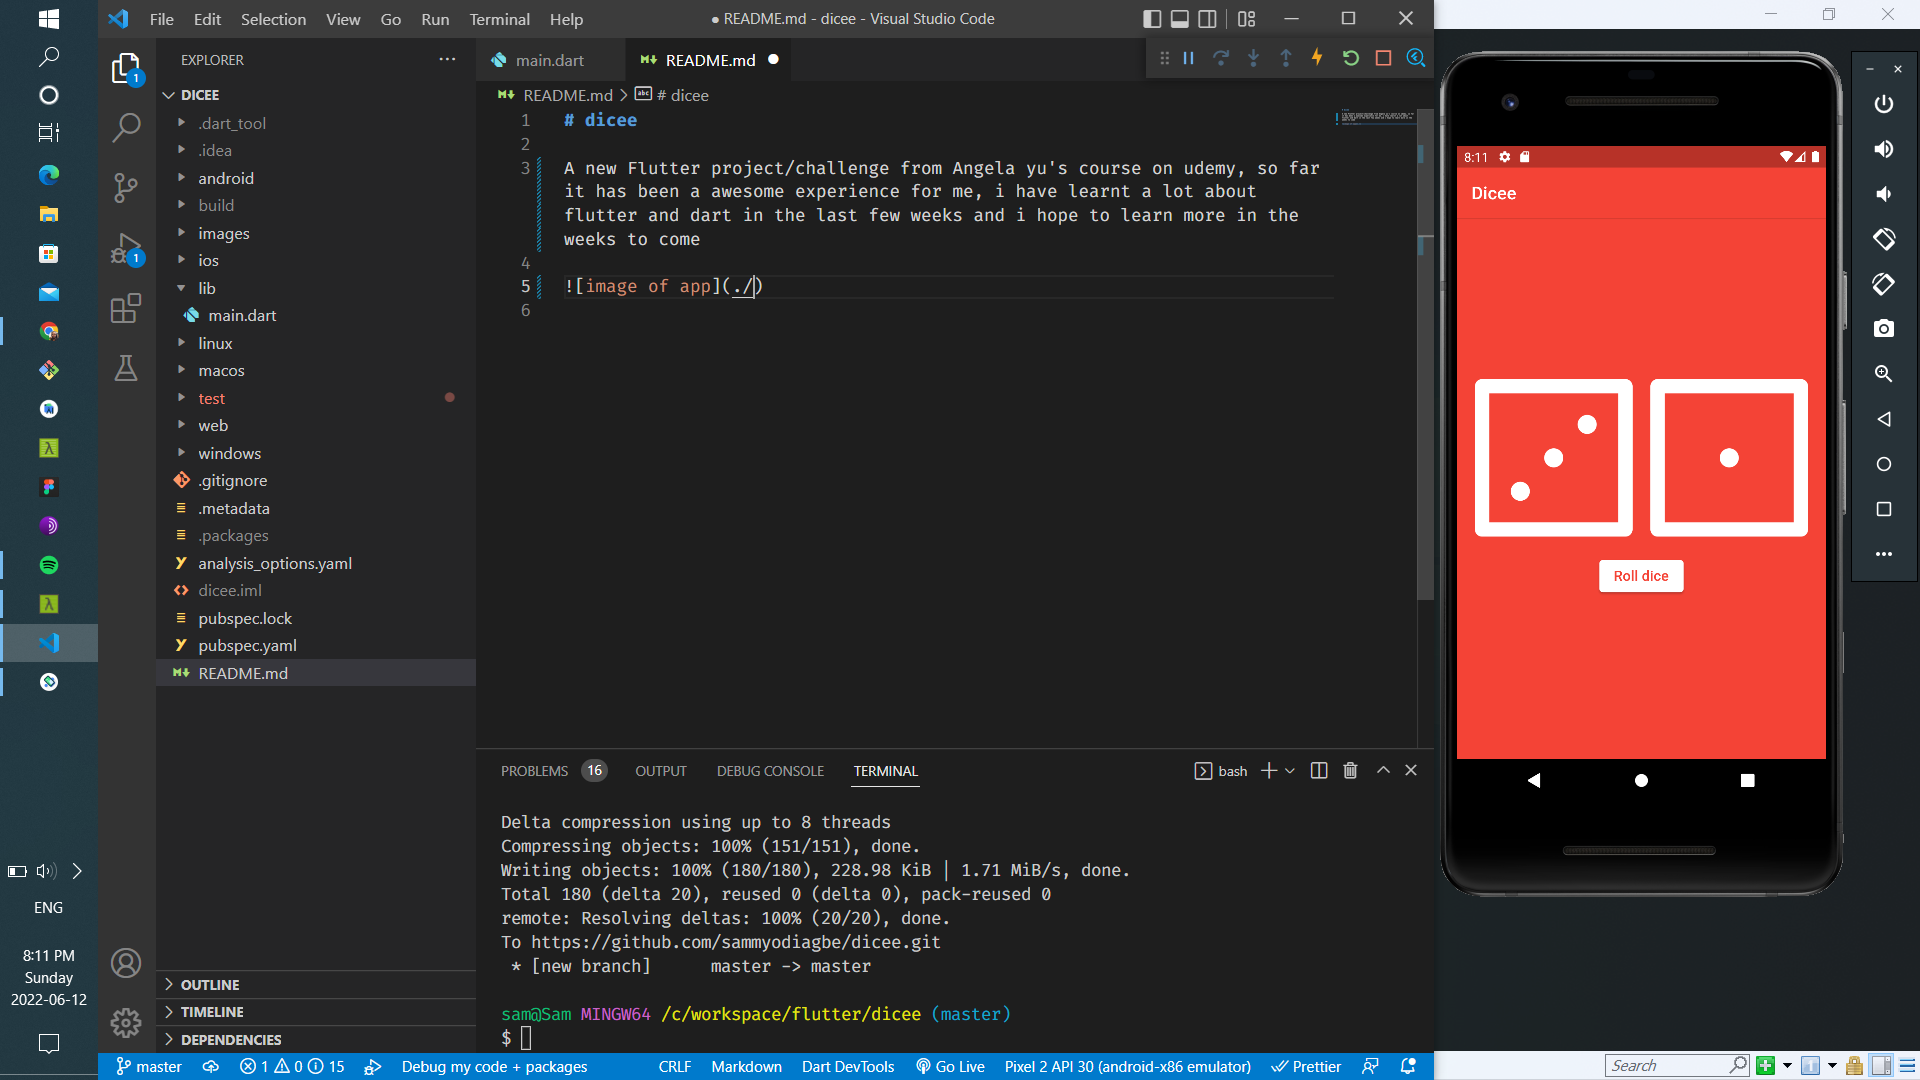 File Edit Selection View Go Run Terminal Help
● README.md - dicee - Visual Studio Code
EXPLORER
DICEE
.dart_tool
.idea
android
build
images
ios
lib
main.dart
linux
macos
test
web
windows
.gitignore
.metadata
.packages
analysis_options.yaml
dicee.iml
pubspec.lock
pubspec.yaml
README.md
OUTLINE
TIMELINE
DEPENDENCIES
1
1
main.dart
README.md
README.md > # dicee
1 # dicee
2
3 A new Flutter project/challenge from Angela yu's course on udemy, so far
it has been a awesome experience for me, i have learnt a lot about
flutter and dart in the last few weeks and i hope to learn more in the
weeks to come
4
5 ![image of app](./)
6
PROBLEMS 16 OUTPUT DEBUG CONSOLE TERMINAL
bash
Delta compression using up to 8 threads
Compressing objects: 100% (151/151), done.
Writing objects: 100% (180/180), 228.98 KiB | 1.71 MiB/s, done.
Total 180 (delta 20), reused 0 (delta 0), pack-reused 0
remote: Resolving deltas: 100% (20/20), done.
To https://github.com/sammyodiagbe/dicee.git
* [new branch] master -> master
sam@Sam MINGW64 /c/workspace/flutter/dicee (master)
$
master
1 0 15
Debug my code + packages
CRLF
Markdown
Dart DevTools
Go Live
Pixel 2 API 30 (android-x86 emulator)
Prettier
ENG
8:11 PM
Sunday
2022-06-12
8:11
Dicee
Roll dice
Search